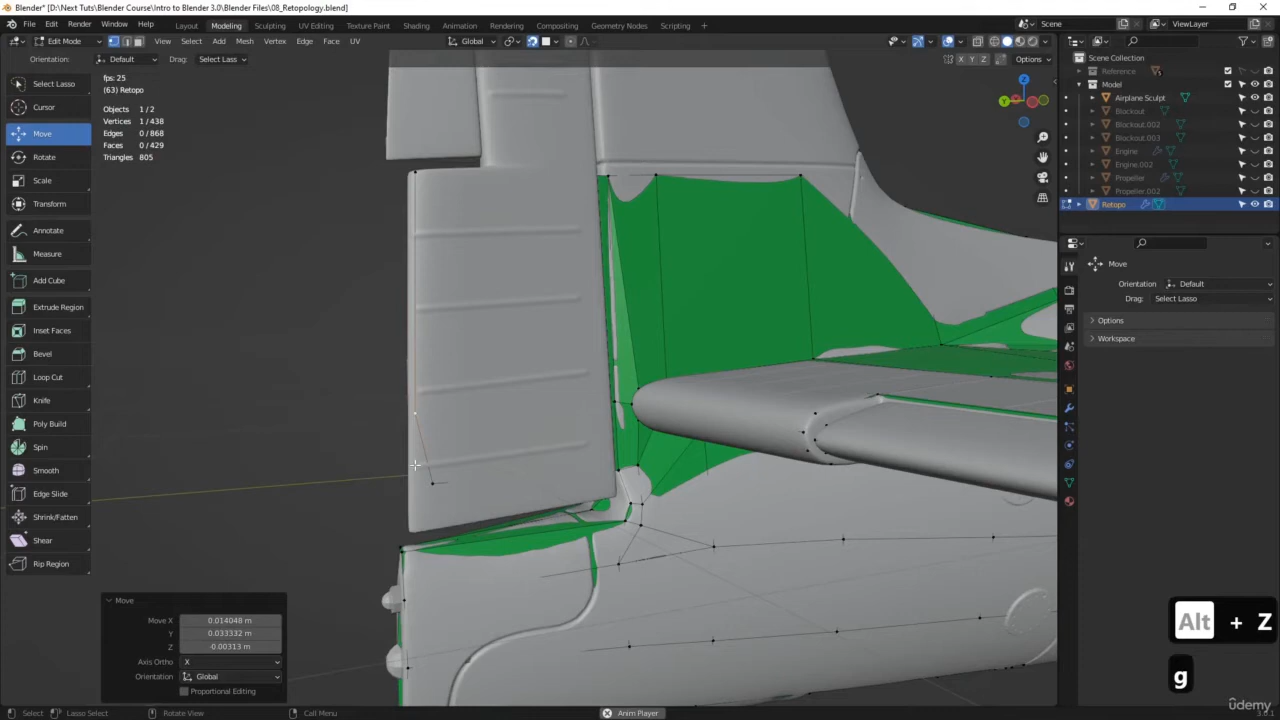 Blender* [D:\Next Tuts\Blender Course\Intro to Blender 3.0\Blender Files\08_Retopology.blend]
File Edit Render Window Help Layout Modeling Sculpting UV Editing Texture Paint Shading Animation Rendering Compositing Geometry Nodes Scripting + Scene ViewLayer
Edit Mode View Select Add Mesh Vertex Edge Face UV Global
Orientation: Default Drag: Select Lasso X Y Z Options
Scene Collection
Reference
Model
Airplane Sculpt
Blockout
Blockout.002
Blockout.003
Engine
Engine.002
Propeller
Propeller.002
Retopo
Select Lasso
Cursor
Move
Rotate
Scale
Transform
Annotate
Measure
Add Cube
Extrude Region
Inset Faces
Bevel
Loop Cut
Knife
Poly Build
Spin
Smooth
Edge Slide
Shrink/Fatten
Shear
Rip Region
fps: 25
(63) Retopo
Objects 1/2
Vertices 1/438
Edges 0/868
Faces 0/429
Triangles 805
Z
Y
Move
Orientation: Default
Drag: Select Lasso
Options
Workspace
Move
Move X 0.014048 m
Y 0.033332 m
Z -0.00313 m
Axis Ortho X
Orientation Global
Proportional Editing
Alt + Z
g
ûdemy
Select Lasso Select Rotate View Call Menu Anim Player 3.0.1